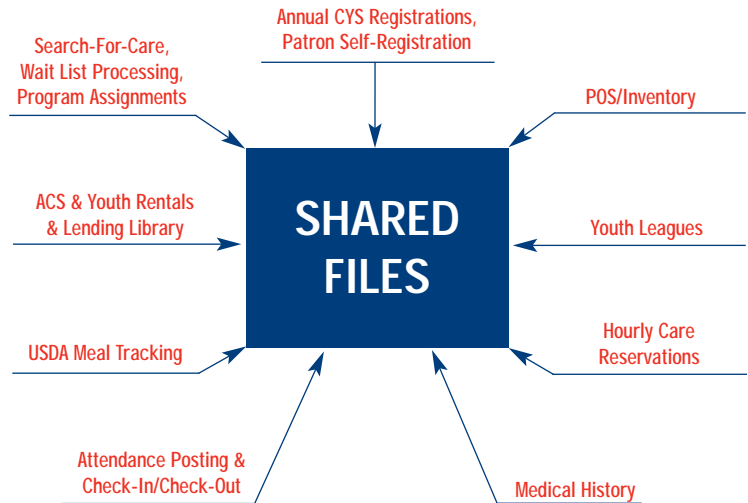 Annual CYS Registrations,
Patron Self-Registration
Search-For-Care,
Wait List Processing,
Program Assignments
POS/Inventory
ACS & Youth Rentals
& Lending Library
SHARED
FILES
Youth Leagues
USDA Meal Tracking
Hourly Care
Reservations
Attendance Posting &
Check-In/Check-Out
Medical History